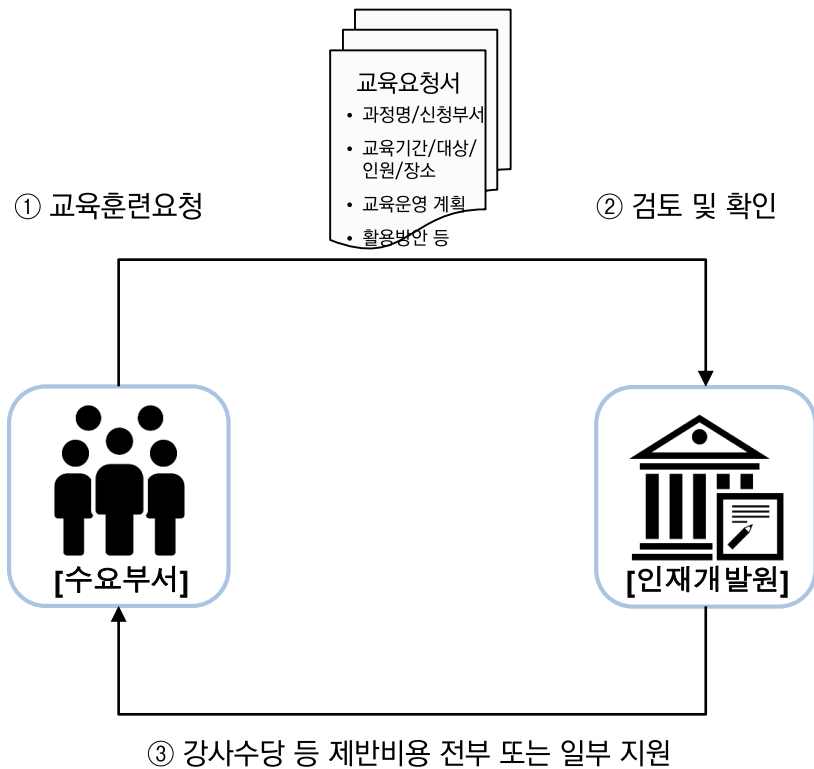 교육요청서
• 과정명/신청부서
• 교육기간/대상/
인원/장소
• 교육운영 계획
• 활용방안 등
① 교육훈련요청
② 검토 및 확인
[수요부서]
[인재개발원]
③ 강사수당 등 제반비용 전부 또는 일부 지원